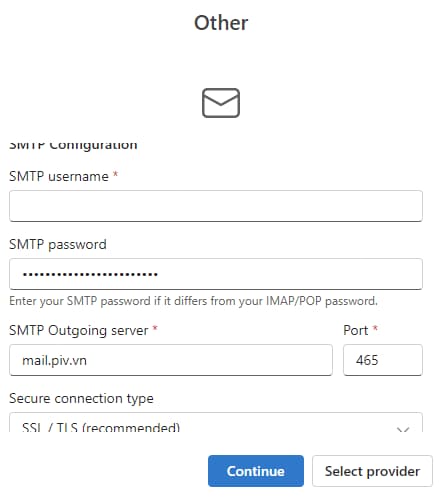 Other
SMTP Configuration
SMTP username *
SMTP password
••••••••••••••••••••••••
Enter your SMTP password if it differs from your IMAP/POP password.
SMTP Outgoing server * Port *
mail.piv.vn 465
Secure connection type
SSL / TLS (recommended)
Continue Select provider